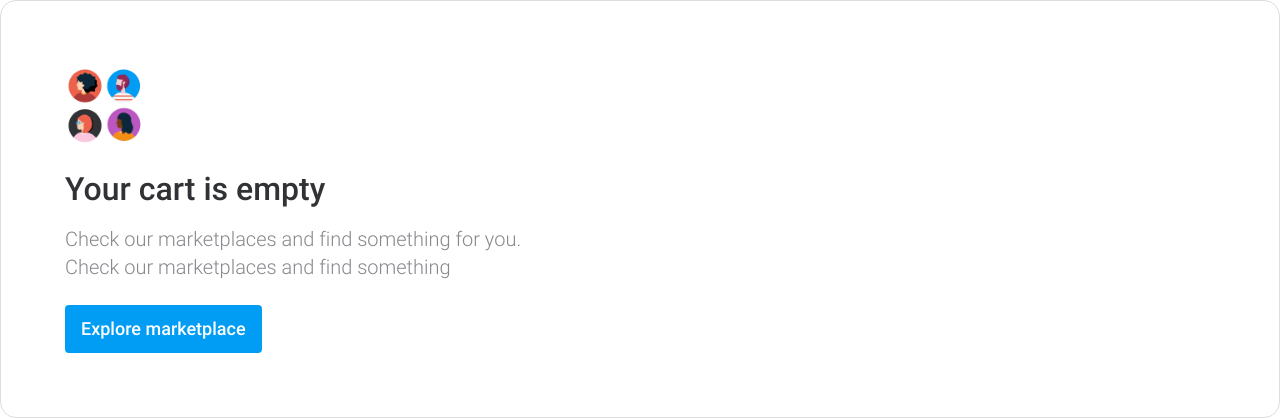 Your cart is empty
Check our marketplaces and find something for you.
Check our marketplaces and find something
Explore marketplace